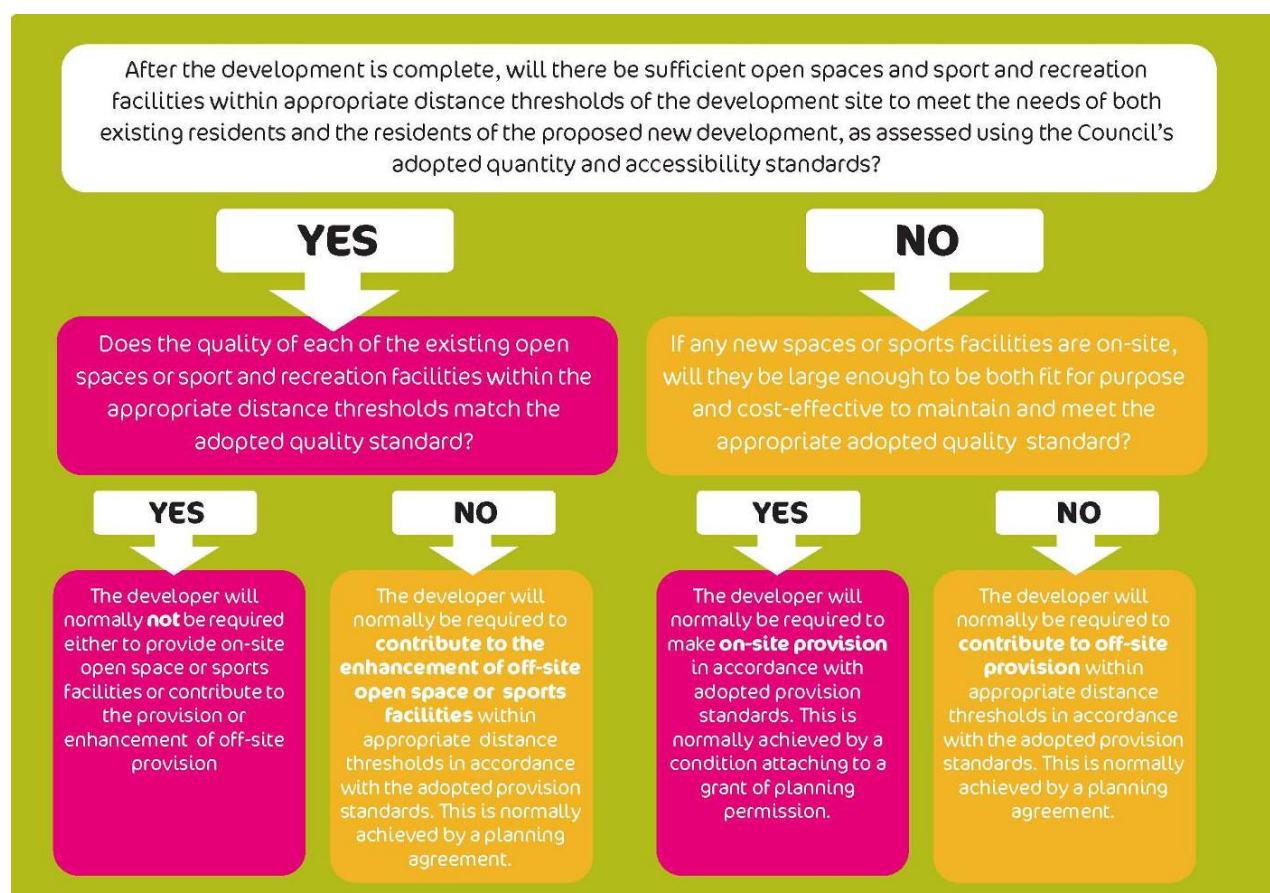 After the development is complete, will there be sufficient open spaces and sport and recreation
facilities within appropriate distance thresholds of the development site to meet the needs of both
existing residents and the residents of the proposed new development, as assessed using the Council's
adopted quantity and accessibility standards?
YES
NO
Does the quality of each of the existing open
spaces or sport and recreation facilities within the
appropriate distance thresholds match the
adopted quality standard?
If any new spaces or sports facilities are on-site,
will they be large enough to be both fit for purpose
and cost-effective to maintain and meet the
appropriate adopted quality standard?
YES
NO
YES
NO
The developer will
normally not be required
either to provide on-site
open space or sports
facilities or contribute to
the provision or
enhancement of off-site
provision
The developer will
normally be required to
contribute to the
enhancement of off-site
open space or sports
facilities within
appropriate distance
thresholds in accordance
with the adopted provision
standards. This is normally
achieved by a planning
agreement.
The developer will
normally be required to
make on-site provision
in accordance with
adopted provision
standards. This is
normally achieved by a
condition attaching to a
grant of planning
permission.
The developer will
normally be required to
contribute to off-site
provision within
appropriate distance
thresholds in accordance
with the adopted provision
standards. This is normally
achieved by a planning
agreement.